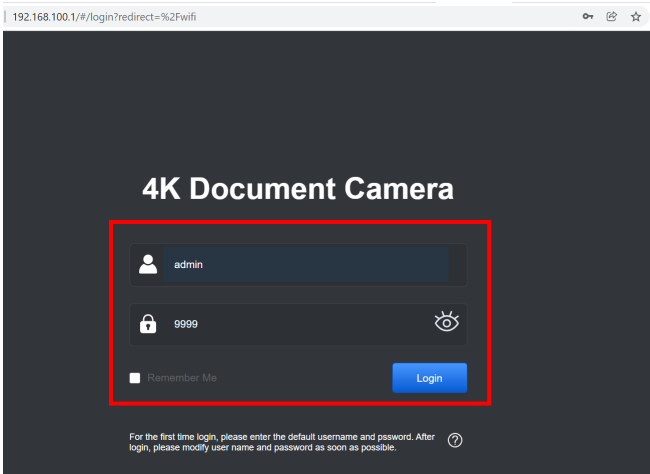 192.168.100.1/#/login?redirect=%2Fwifi
4K Document Camera
admin
9999
Remember Me
Login
For the first time login, please enter the default username and pssword. After
login, please modify user name and password as soon as possible.